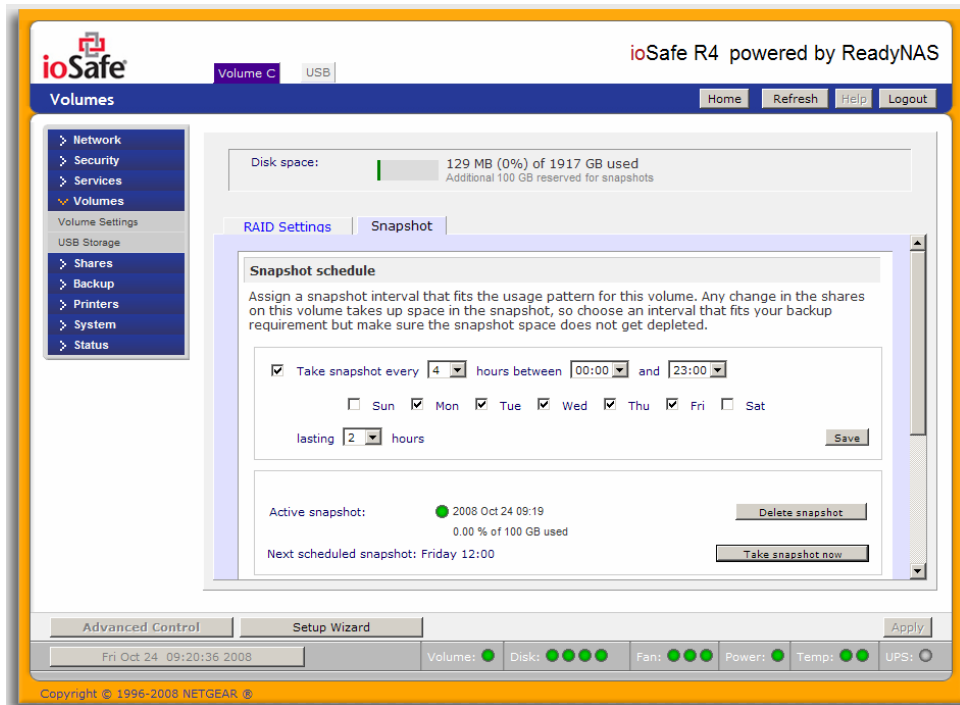 ioSafe
ioSafe R4 powered by ReadyNAS
Volume C
USB
Volumes
Home
Refresh
Help
Logout
Network
Security
Services
Volumes
Volume Settings
USB Storage
Shares
Backup
Printers
System
Status
Disk space:
129 MB (0%) of 1917 GB used
Additional 100 GB reserved for snapshots
RAID Settings
Snapshot
Snapshot schedule
Assign a snapshot interval that fits the usage pattern for this volume. Any change in the shares
on this volume takes up space in the snapshot, so choose an interval that fits your backup
requirement but make sure the snapshot space does not get depleted.
Take snapshot every 4 hours between 00:00 and 23:00
Sun Mon Tue Wed Thu Fri Sat
lasting 2 hours
Save
Active snapshot:
2008 Oct 24 09:19
Delete snapshot
0.00 % of 100 GB used
Next scheduled snapshot: Friday 12:00
Take snapshot now
Advanced Control
Setup Wizard
Apply
Fri Oct 24 09:20:36 2008
Volume:
Disk:
Fan:
Power:
Temp:
UPS:
Copyright © 1996-2008 NETGEAR ®